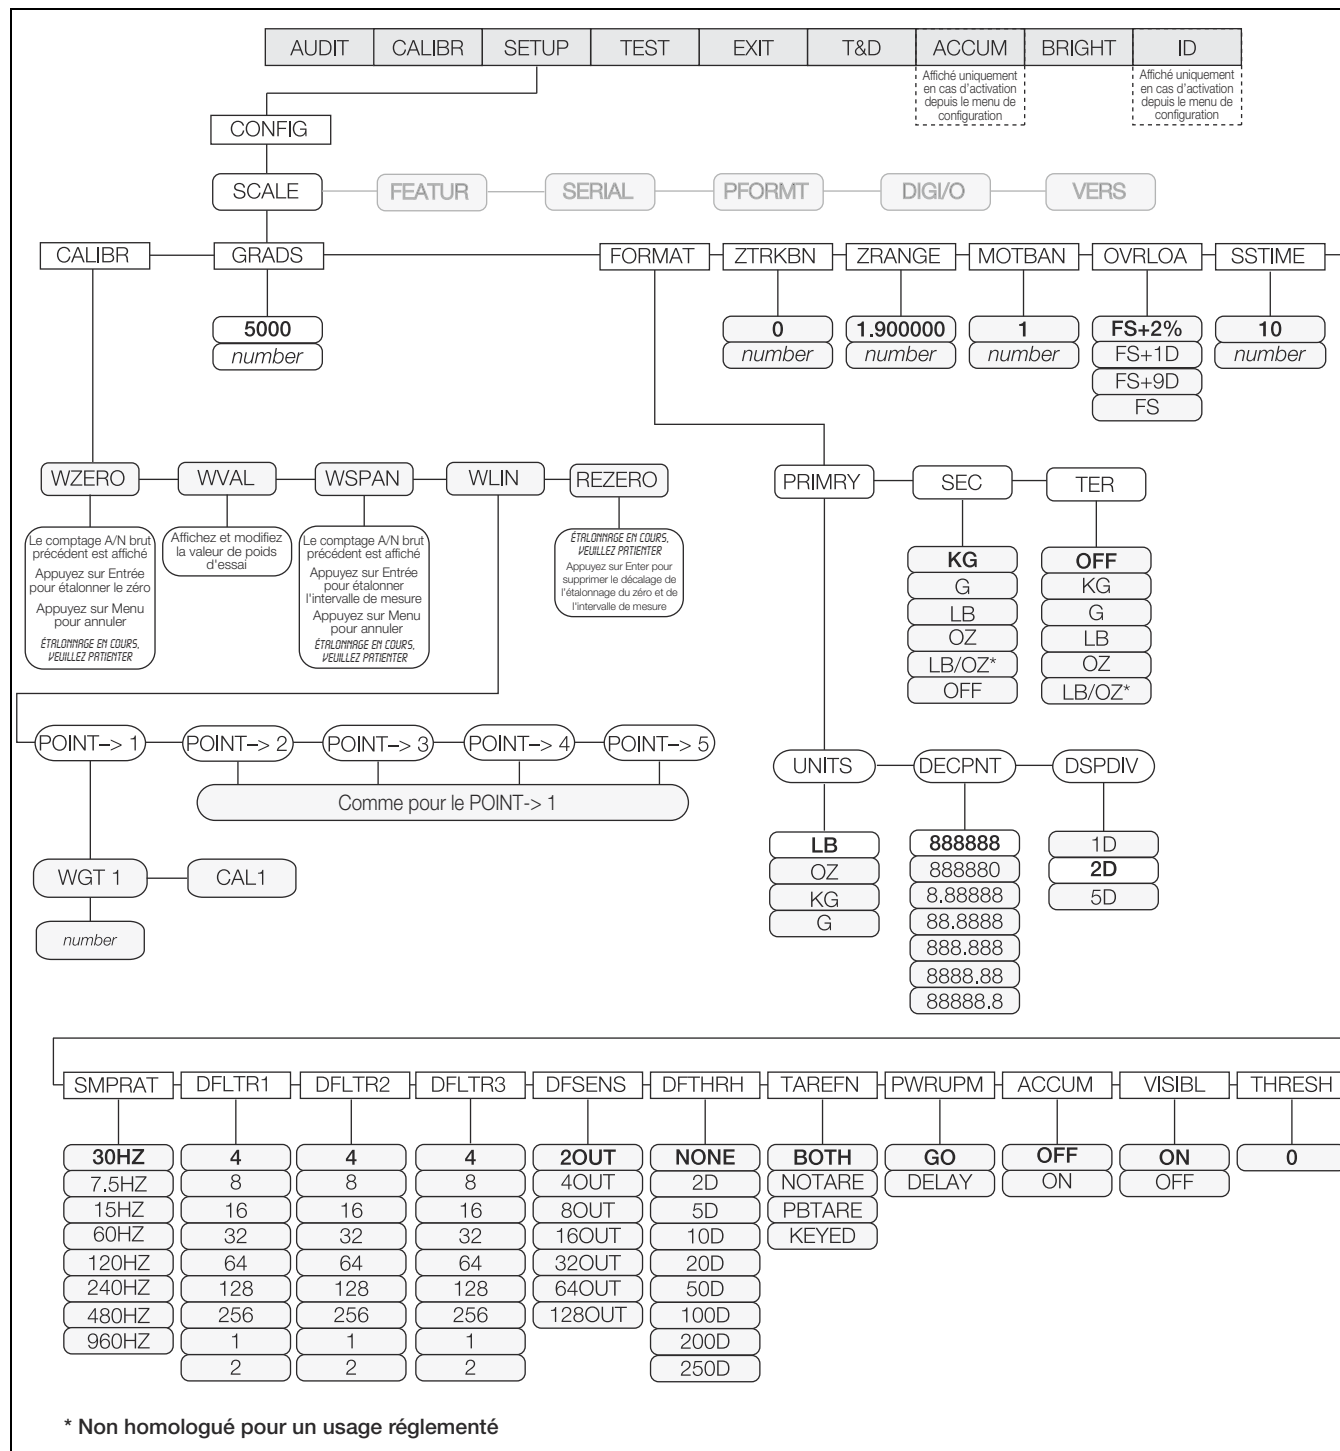 AUDIT CALIBR SETUP TEST EXIT T&D ACCUM BRIGHT ID
Affiché uniquement
en cas d'activation
depuis le menu de
configuration
Affiché uniquement
en cas d'activation
depuis le menu de
configuration
CONFIG
SCALE FEATUR SERIAL PFORMT DIGI/O VERS
CALIBR GRADS FORMAT ZTRKBN ZRANGE MOTBAN OVRLOA SSTIME
5000 0 1.900000 1 FS+2% 10
number number number number FS+1D number
FS+9D
FS
WZERO WVAL WSPAN WLIN REZERO
Le comptage A/N brut
précédent est affiché
Appuyez sur Entrée
pour étalonner le zéro
Appuyez sur Menu
pour annuler
ÉTALONNAGE EN COURS,
VEUILLEZ PATIENTER
Affichez et modifiez
la valeur de poids
d'essai
Le comptage A/N brut
précédent est affiché
Appuyez sur Entrée
pour étalonner
l'intervalle de mesure
Appuyez sur Menu
pour annuler
ÉTALONNAGE EN COURS,
VEUILLEZ PATIENTER
ÉTALONNAGE EN COURS,
VEUILLEZ PATIENTER
Appuyez sur Enter pour
supprimer le décalage de
l'étalonnage du zéro et de
l'intervalle de mesure
PRIMRY SEC TER
KG OFF
G KG
LB G
OZ LB
LB/OZ* OZ
OFF LB/OZ*
POINT–> 1 POINT–> 2 POINT–> 3 POINT–> 4 POINT–> 5
Comme pour le POINT-> 1
WGT 1 CAL1
number
UNITS DECPNT DSPDIV
LB 888888 1D
OZ 888880 2D
KG 8.88888 5D
G 88.8888
888.888
8888.88
88888.8
SMPRAT DFLTR1 DFLTR2 DFLTR3 DFSENS DFTHRH TAREFN PWRUPM ACCUM VISIBL THRESH
30HZ 4 4 4 2OUT NONE BOTH GO OFF ON 0
7.5HZ 8 8 8 4OUT 2D NOTARE DELAY ON OFF
15HZ 16 16 16 8OUT 5D PBTARE
60HZ 32 32 32 16OUT 10D KEYED
120HZ 64 64 64 32OUT 20D
240HZ 128 128 128 64OUT 50D
480HZ 256 256 256 128OUT 100D
960HZ 1 1 1 200D
2 2 2 250D
* Non homologué pour un usage réglementé